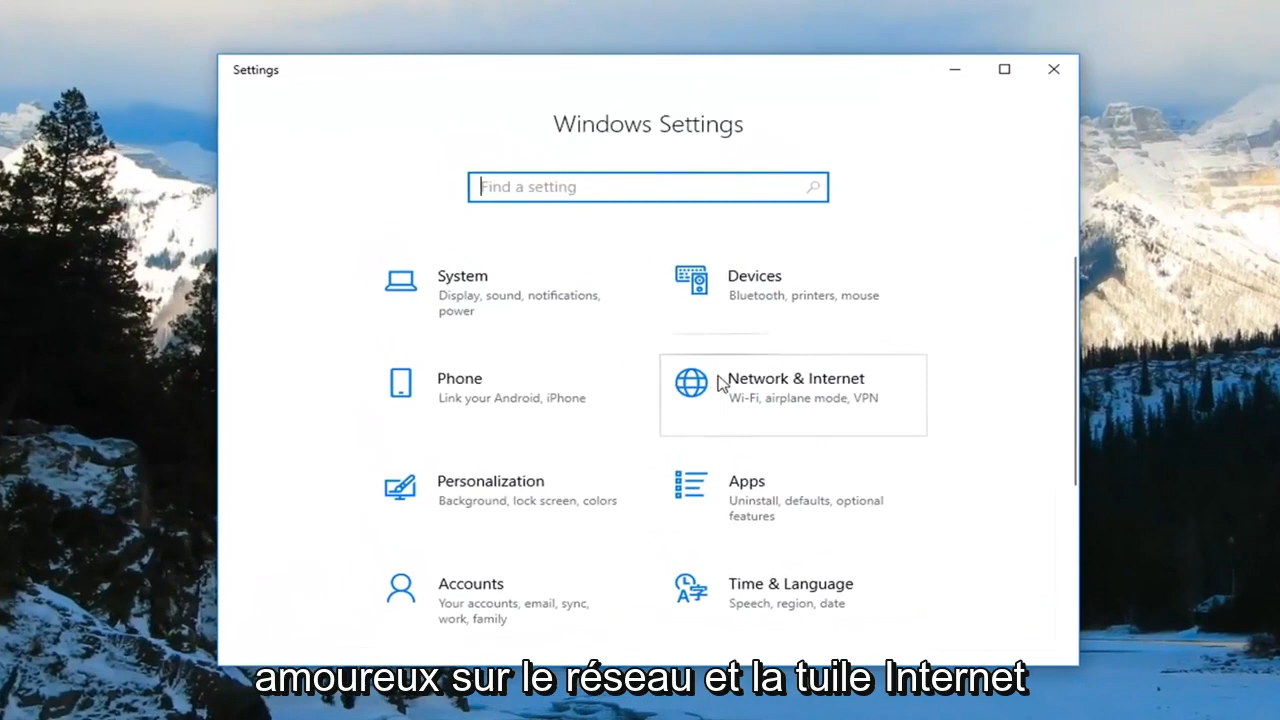 Settings
Windows Settings
Find a setting
System
Display, sound, notifications,
power
Devices
Bluetooth, printers, mouse
Phone
Link your Android, iPhone
Network & Internet
Wi-Fi, airplane mode, VPN
Personalization
Background, lock screen, colors
Apps
Uninstall, defaults, optional
features
Accounts
Your accounts, email, sync,
work, family
Time & Language
Speech, region, date
amoureux sur le réseau et la tuile Internet